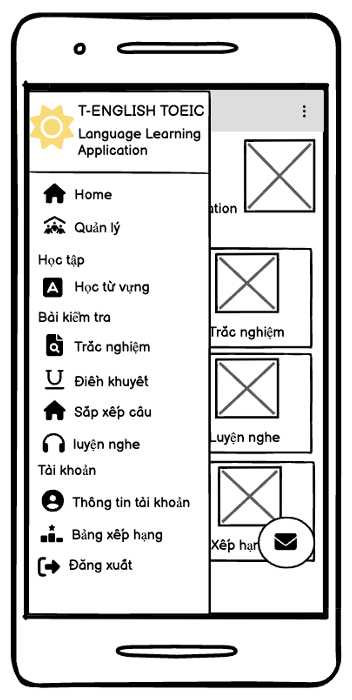 T-ENGLISH TOEIC
Language Learning
Application
Home
Quản lý
Học tập
A
Học từ vựng
Bài kiểm tra
Trắc nghiệm
Điền khuyết
Sắp xếp câu
luyện nghe
Tài khoản
Thông tin tài khoản
Bảng xếp hạng
Đăng xuất
Trắc nghiệm
Luyện nghe
Xếp